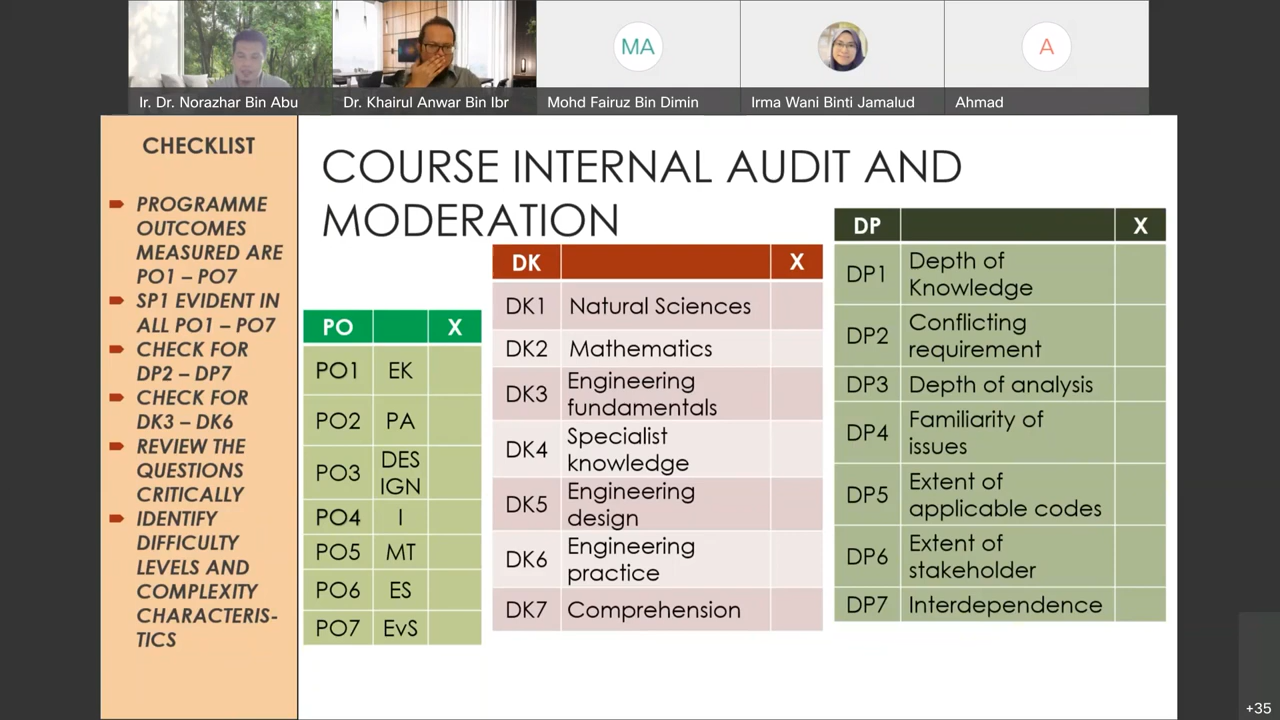 MA
A
Ir. Dr. Norazhar Bin Abu
Dr. Khairul Anwar Bin Ibr
Mohd Fairuz Bin Dimin
Irma Wani Binti Jamalud
Ahmad
CHECKLIST
PROGRAMME
OUTCOMES
MEASURED ARE
PO1 – PO7
SP1 EVIDENT IN
ALL PO1 – PO7
CHECK FOR
DP2 – DP7
CHECK FOR
DK3 – DK6
REVIEW THE
QUESTIONS
CRITICALLY
IDENTIFY
DIFFICULTY
LEVELS AND
COMPLEXITY
CHARACTERIS-
TICS
COURSE INTERNAL AUDIT AND
MODERATION
PO X
PO1 EK
PO2 PA
PO3 DES
IGN
PO4 I
PO5 MT
PO6 ES
PO7 EvS
DK X
DK1 Natural Sciences
DK2 Mathematics
DK3 Engineering
fundamentals
DK4 Specialist
knowledge
DK5 Engineering
design
DK6 Engineering
practice
DK7 Comprehension
DP X
DP1 Depth of
Knowledge
DP2 Conflicting
requirement
DP3 Depth of analysis
DP4 Familiarity of
issues
DP5 Extent of
applicable codes
DP6 Extent of
stakeholder
DP7 Interdependence
+35